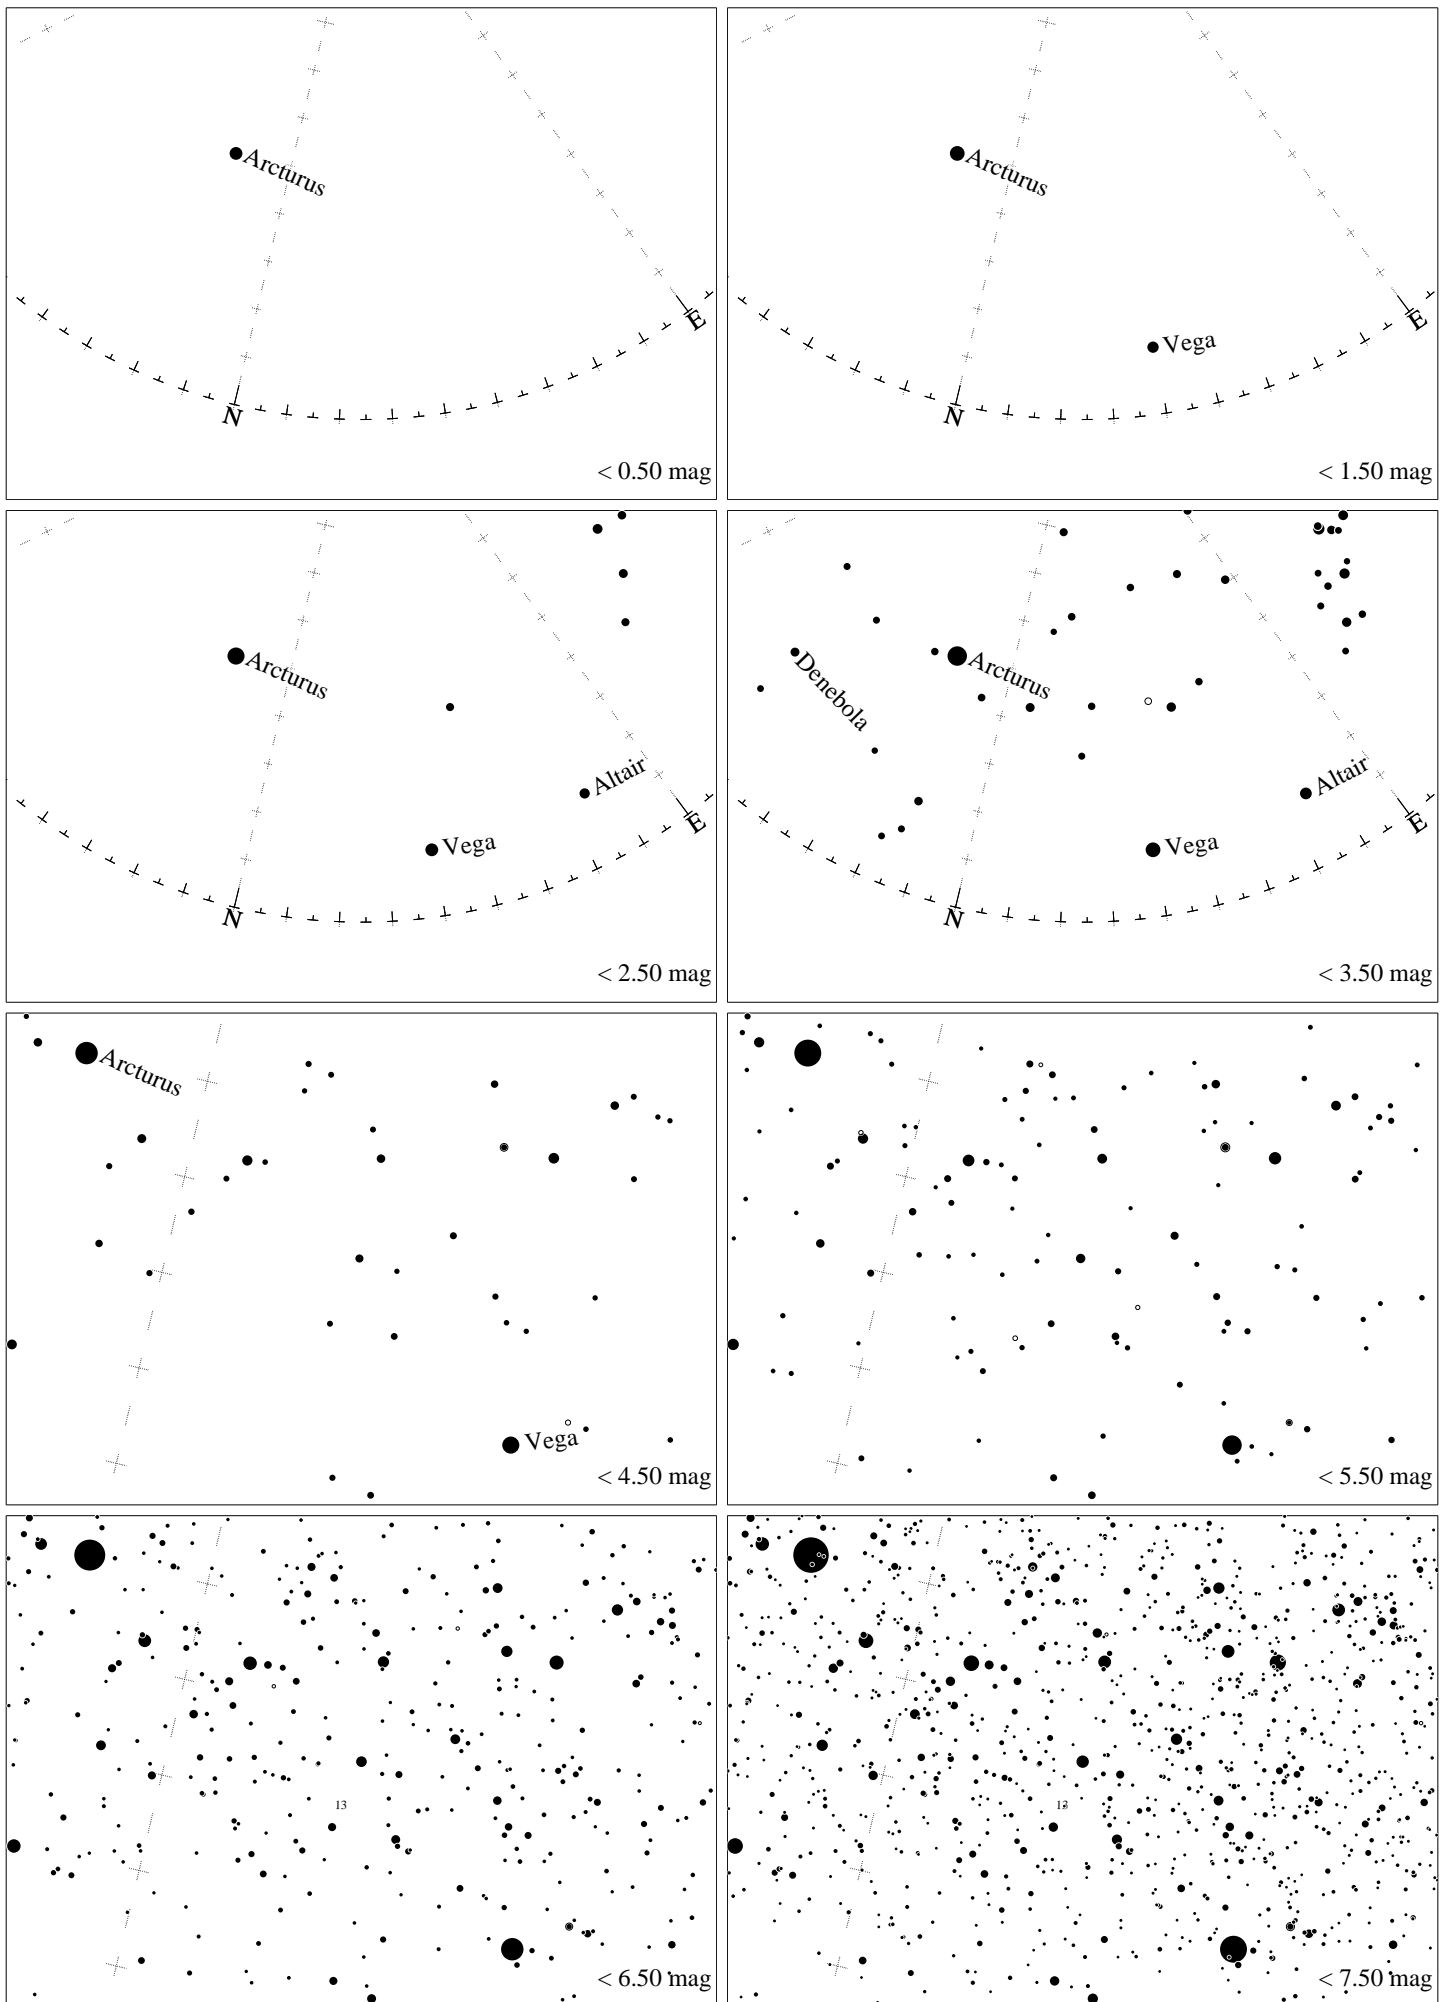 Arcturus
E
N
< 0.50 mag
Arcturus
Vega
E
N
< 1.50 mag
Arcturus
Altair
Vega
E
N
< 2.50 mag
Denebola
Arcturus
Altair
Vega
E
N
< 3.50 mag
Arcturus
Vega
< 4.50 mag
< 5.50 mag
13
< 6.50 mag
13
< 7.50 mag